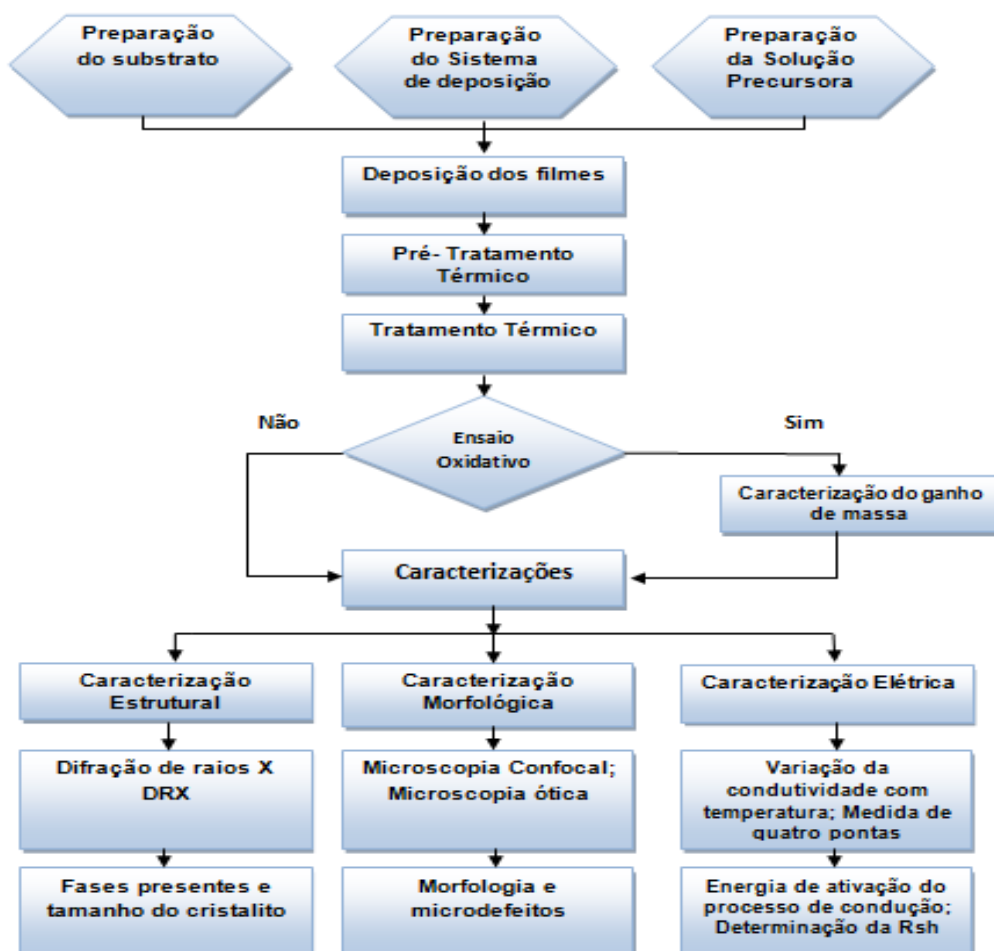 Preparação
do substrato
Preparação
do Sistema
de deposição
Preparação
da Solução
Precursora
Deposição dos filmes
Pré- Tratamento
Térmico
Tratamento Térmico
Não
Ensaio
Oxidativo
Sim
Caracterização do ganho
de massa
Caracterizações
Caracterização
Estrutural
Caracterização
Morfológica
Caracterização Elétrica
Difração de raios X
DRX
Microscopia Confocal;
Microscopia ótica
Variação da
condutividade com
temperatura; Medida de
quatro pontas
Fases presentes e
tamanho do cristalito
Morfologia e
microdefeitos
Energia de ativação do
processo de condução;
Determinação da Rsh